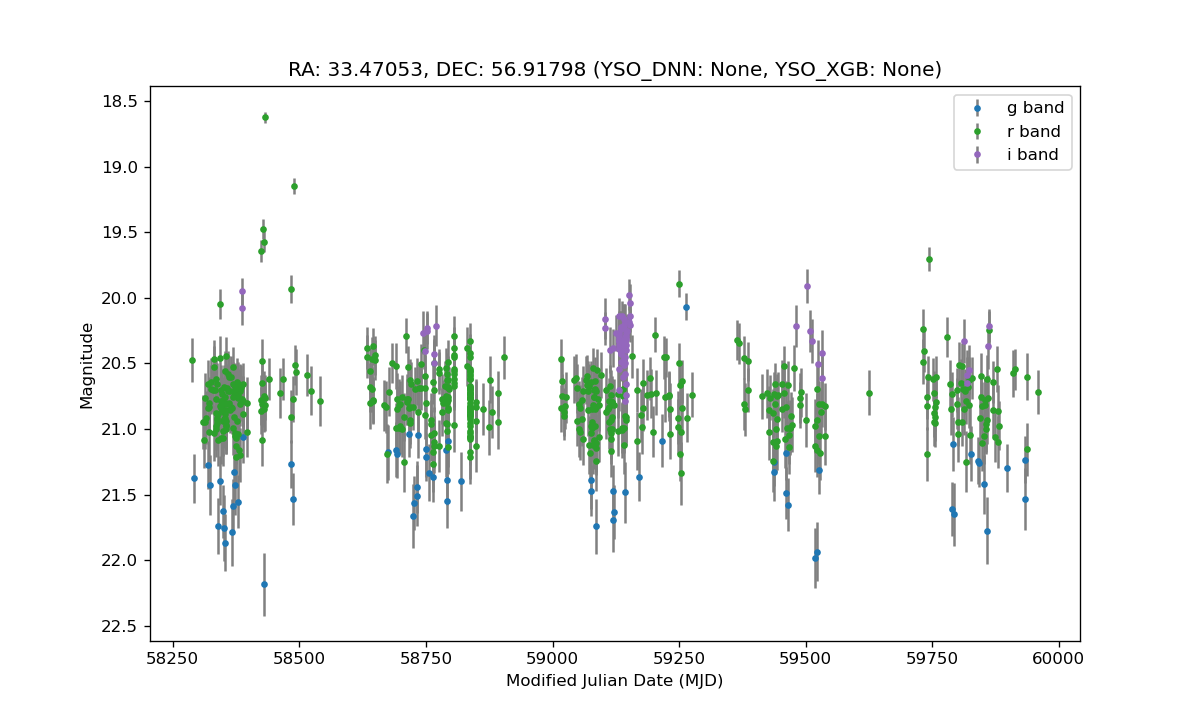 RA: 33.47053, DEC: 56.91798 (YSO_DNN: None, YSO_XGB: None)
g band
r band
i band
18.5
19.0
19.5
20.0
20.5
21.0
21.5
22.0
22.5
Magnitude
58250 58500 58750 59000 59250 59500 59750 60000
Modified Julian Date (MJD)